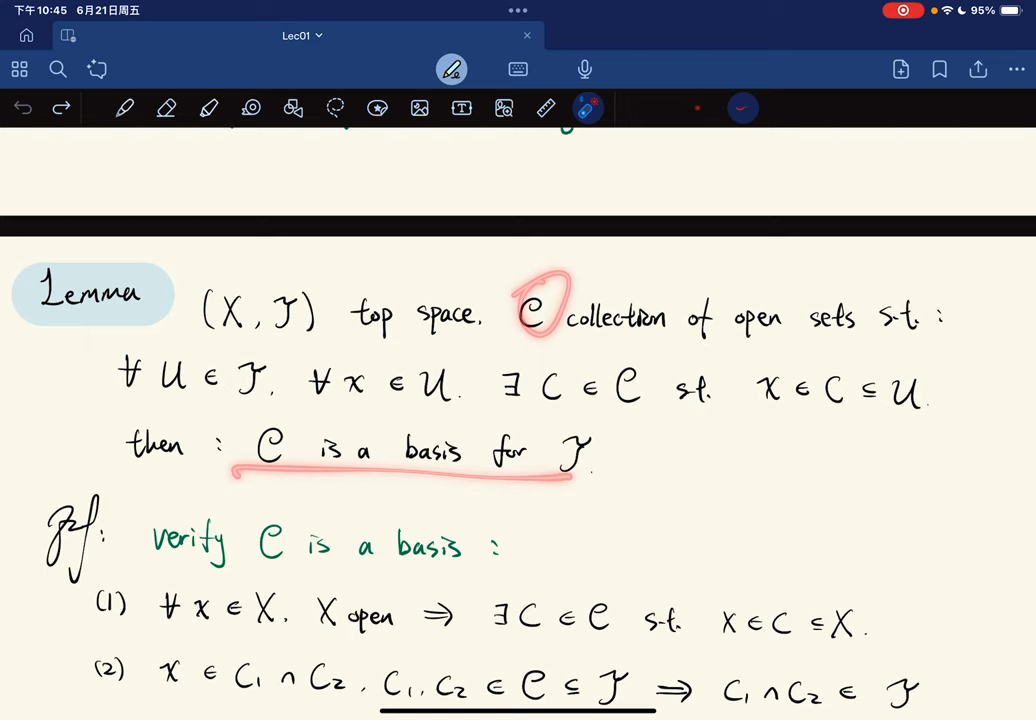 下午10:45 6月21日周五
95%
Lec01
Lemma (X, 𝒯) top space. 𝒞 collection of open sets s.t. :
∀ U ∈ 𝒯, ∀ x ∈ U. ∃ C ∈ 𝒞 st. x ∈ C ⊆ U.
then : 𝒞 is a basis for 𝒯.
pf: verify 𝒞 is a basis :
(1) ∀ x ∈ X, X open ⇒ ∃ C ∈ 𝒞 s.t. x ∈ C ⊆ X.
(2) x ∈ C₁ ∩ C₂, C₁, C₂ ∈ 𝒞 ⊆ 𝒯 ⇒ C₁ ∩ C₂ ∈ 𝒯